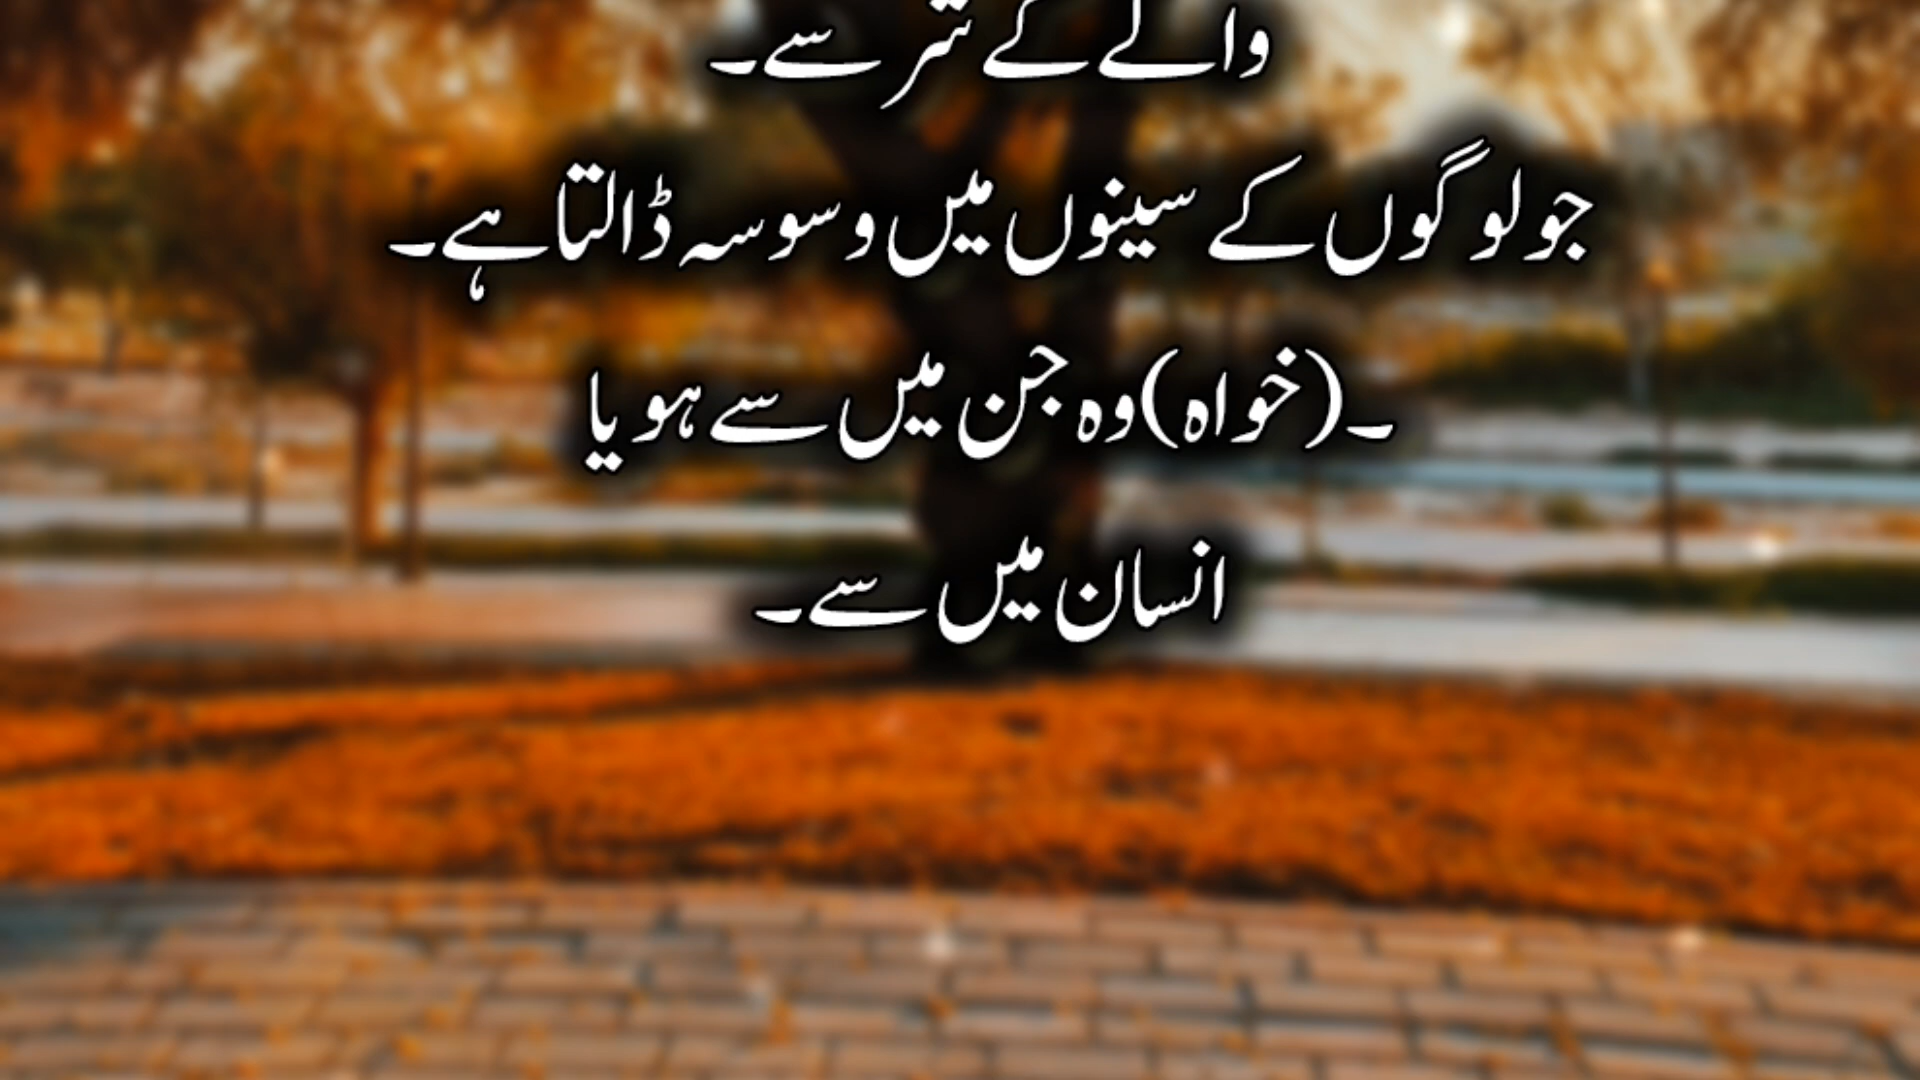 والے کے شر سے۔
جو لوگوں کے سینوں میں وسوسہ ڈالتا ہے۔
۔(خواہ)وہ جن میں سے ہو یا
انسان میں سے۔